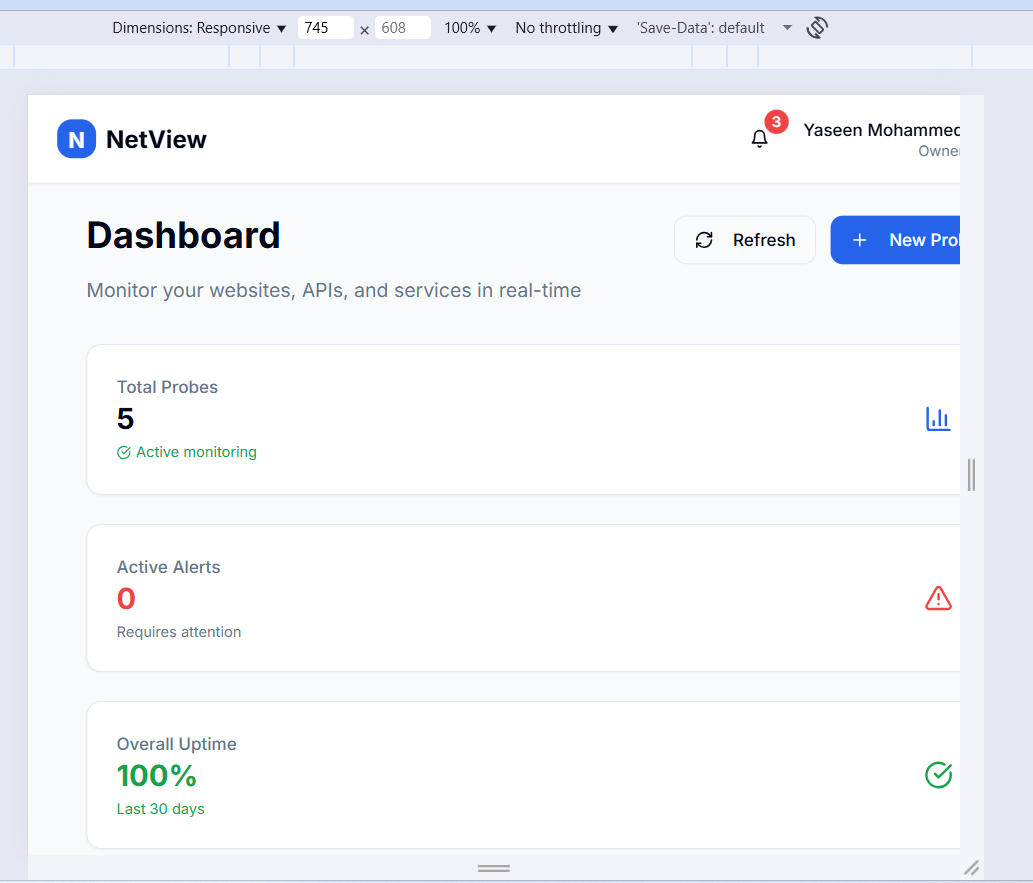 Dimensions: Responsive 745 × 608 100% No throttling 'Save-Data': default
N NetView 3 Yaseen Mohammed
Owner
Dashboard
Refresh + New Pro
Monitor your websites, APIs, and services in real-time
Total Probes
5
Active monitoring
Active Alerts
0
Requires attention
Overall Uptime
100%
Last 30 days